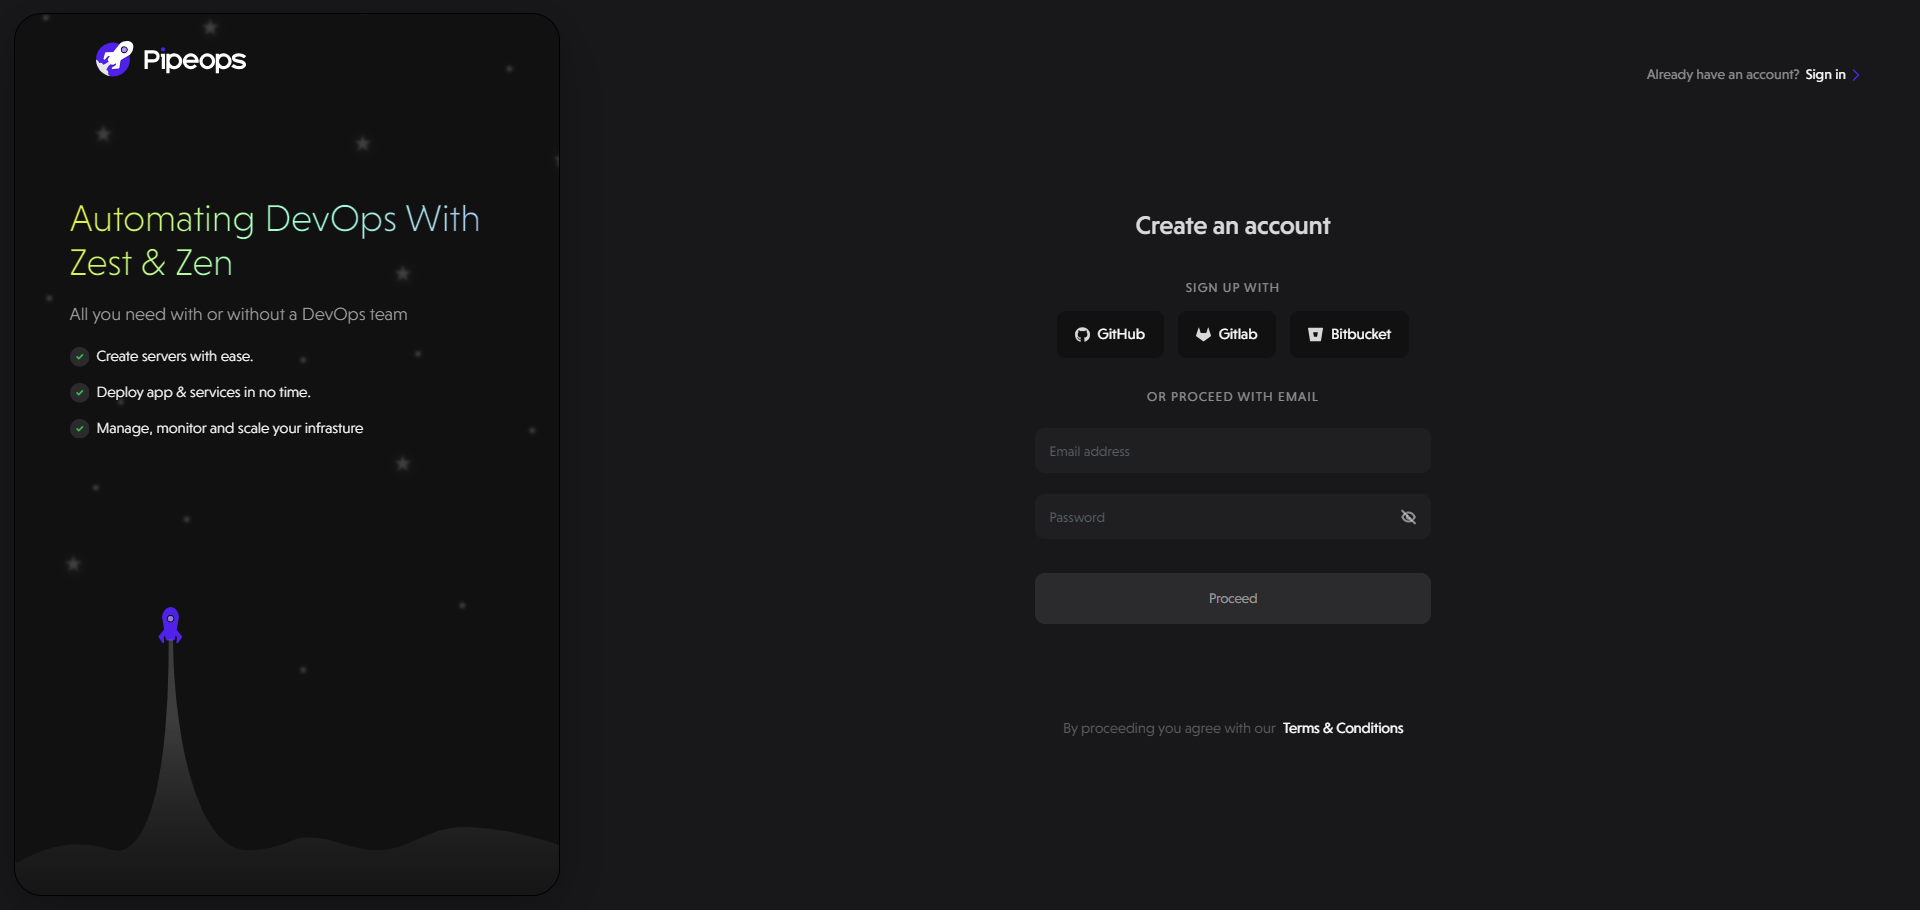 Pipeops
Automating DevOps With
Zest & Zen
All you need with or without a DevOps team
Create servers with ease.
Deploy app & services in no time.
Manage, monitor and scale your infrasture
Already have an account? Sign in
Create an account
SIGN UP WITH
GitHub Gitlab Bitbucket
OR PROCEED WITH EMAIL
Email address
Password
Proceed
By proceeding you agree with our Terms & Conditions